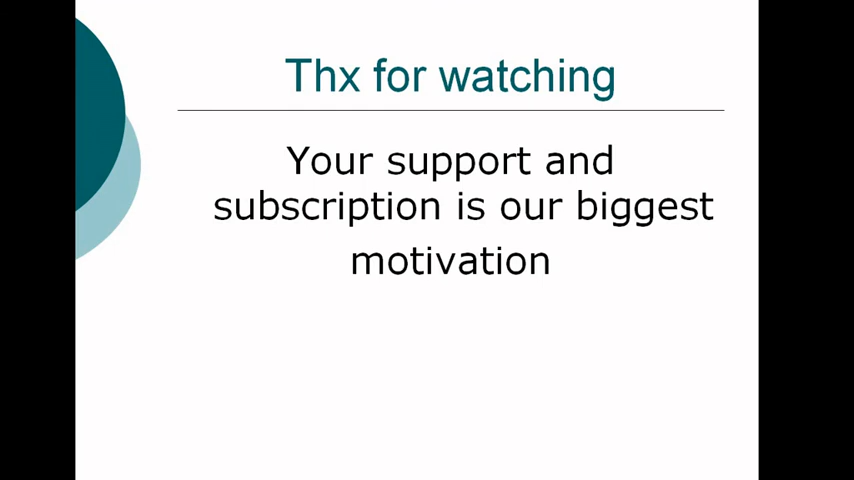 Thx for watching
Your support and
subscription is our biggest
motivation